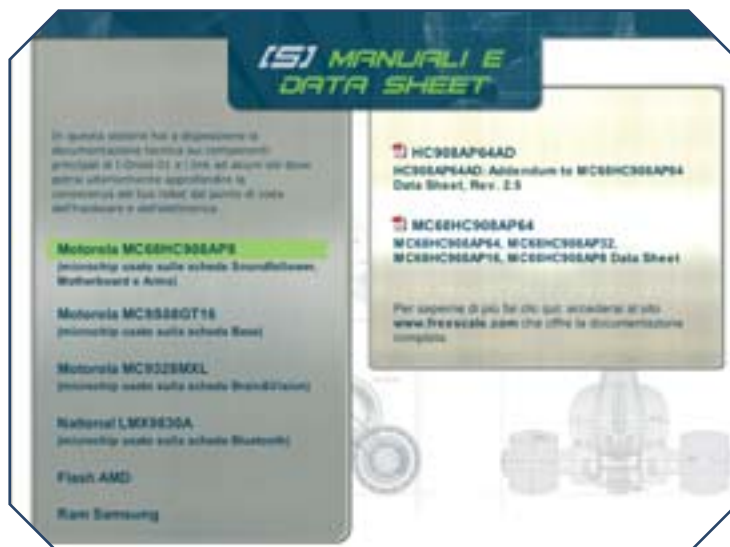 [S] MANUALI E
DATA SHEET
In questa sezione hai a disposizione la
documentazione tecnica sui componenti
principali di I-Droid 01 e i link ad alcuni siti dove
potrai ulteriormente approfondire la
conoscenza del tuo robot dal punto di vista
dell'hardware e dell'elettronica.
Motorola MC68HC908AP8
(microchip usato sulle schede Soundfollower,
Motherboard e Arms)
Motorola MC9S08GT16
(microchip usato sulla scheda Base)
Motorola MC9328MXL
(microchip usato sulla scheda Brain&Vision)
National LMX9830A
(microchip usato sulla scheda Bluetooth)
Flash AMD
Ram Samsung
HC908AP64AD
HC908AP64AD: Addendum to MC68HC908AP64
Data Sheet, Rev. 2.5
MC68HC908AP64
MC68HC908AP64, MC68HC908AP32,
MC68HC908AP16, MC68HC908AP8 Data Sheet
Per saperne di più fai clic qui: accederai al sito
www.freescale.com che offre la documentazione
completa.